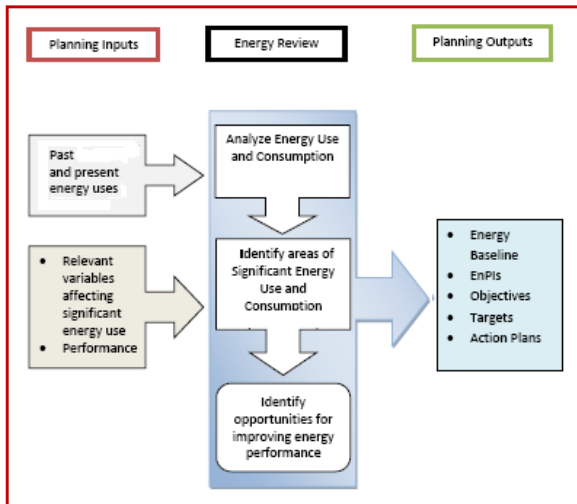 Planning Inputs
Energy Review
Planning Outputs
Past
and present
energy uses
Analyze Energy Use
and Consumption
• Relevant
variables
affecting
significant
energy use
• Performance
Identify areas of
Significant Energy
Use and
Consumption
Identify
opportunities for
improving energy
performance
• Energy
Baseline
• EnPIs
• Objectives
• Targets
• Action Plans